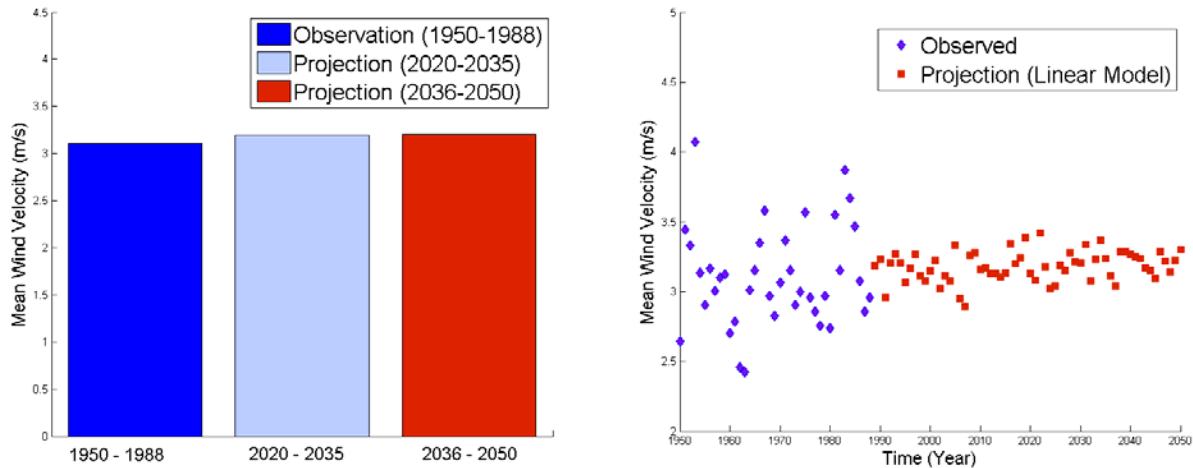 Mean Wind Velocity (m/s)
4.5
4
3.5
3
2.5
2
1.5
1
0.5
0
Observation (1950-1988)
Projection (2020-2035)
Projection (2036-2050)
1950 - 1988
2020 - 2035
2036 - 2050
Mean Wind Velocity (m/s)
5
4.5
4
3.5
3
2.5
2
Observed
Projection (Linear Model)
1950 1960 1970 1980 1990 2000 2010 2020 2030 2040 2050
Time (Year)